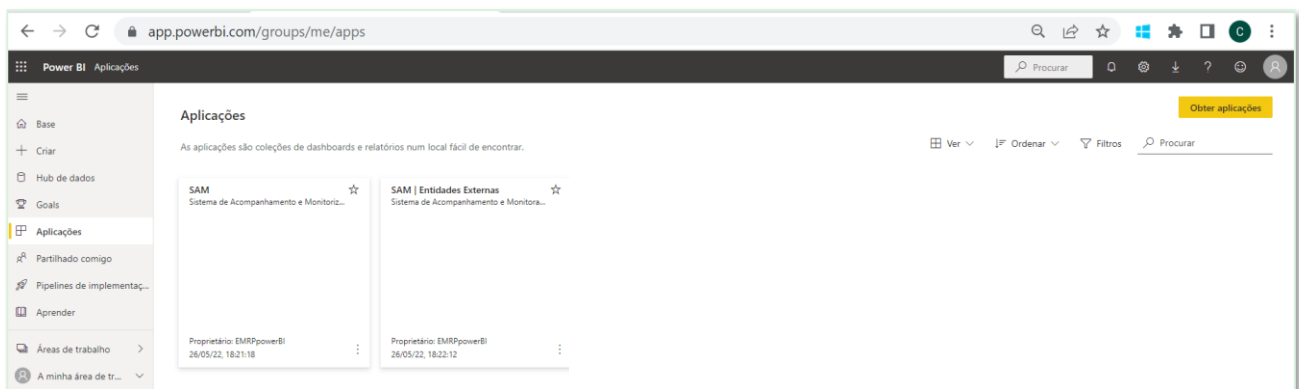 app.powerbi.com/groups/me/apps
C
Power BI Aplicações
Procurar
?
Base
Criar
Hub de dados
Goals
Aplicações
Partilhado comigo
Pipelines de implementaç...
Aprender
Áreas de trabalho
A minha área de tr...
Obter aplicações
Aplicações
As aplicações são coleções de dashboards e relatórios num local fácil de encontrar.
Ver
Ordenar
Filtros
Procurar
SAM
Sistema de Acompanhamento e Monitoriz...
Proprietário: EMRPpowerBI
26/05/22, 18:21:18
SAM | Entidades Externas
Sistema de Acompanhamento e Monitora...
Proprietário: EMRPpowerBI
26/05/22, 18:22:12